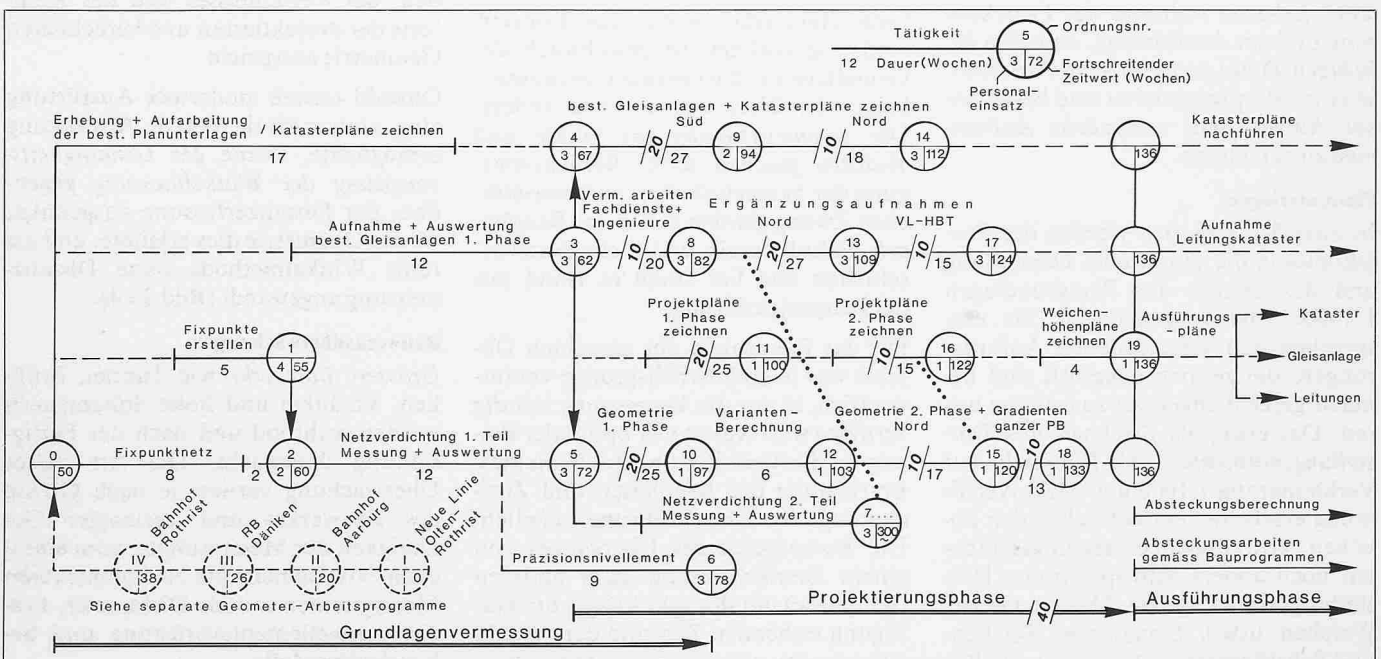 Tätigkeit
12 Dauer (Wochen)
5
3 72
Ordnungsnr.
Fortschreitender
Zeitwert (Wochen)
Personal-
einsatz
Erhebung + Aufarbeitung
der best. Planunterlagen / Katasterpläne zeichnen
17
4
3 67
best. Gleisanlagen + Katasterpläne zeichnen
Süd
20
27
9
2 94
Nord
10
18
14
3 112
136
Katasterpläne
nachführen
Aufnahme + Auswertung
best. Gleisanlagen 1. Phase
12
3
3 62
Verm. arbeiten
Fachdienste+
Ingenieure
10
20
8
3 82
Ergänzungsaufnahmen
Nord
20
27
13
3 109
VL-HBT
10
15
17
3 124
136
Aufnahme
Leitungskataster
Fixpunkte
erstellen
5
1
4 55
Projektpläne
1. Phase
zeichnen
20
25
11
1 100
Projektpläne
2. Phase
zeichnen
10
15
16
1 122
Weichen-
höhenpläne
zeichnen
4
19
136
Ausführungs
-pläne
Kataster
Gleisanlage
Leitungen
0
50
Fixpunktnetz
8
2
2
2 60
Netzverdichtung 1. Teil
Messung + Auswertung
12
5
3 72
Geometrie
1. Phase
20
25
10
1 97
Varianten-
Berechnung
6
12
1 103
Geometrie 2. Phase + Gradienten
Nord ganzer PB
10
17
15
120
10
13
18
133
136
Netzverdichtung 2. Teil
Messung + Auswertung
7
3 300
Absteckungsberechnung
Absteckungsarbeiten
gemäss Bauprogrammen
Bahnhof
Rothrist
IV
38
RB
Däniken
III
26
Bahnhof
Aarburg
II
20
Neue Linie
Olten-
Rothrist
I
0
Siehe separate Geometer-Arbeitsprogramme
Präzisionsnivellement
9
6
3 78
Projektierungsphase
40
Ausführungsphase
Grundlagenvermessung